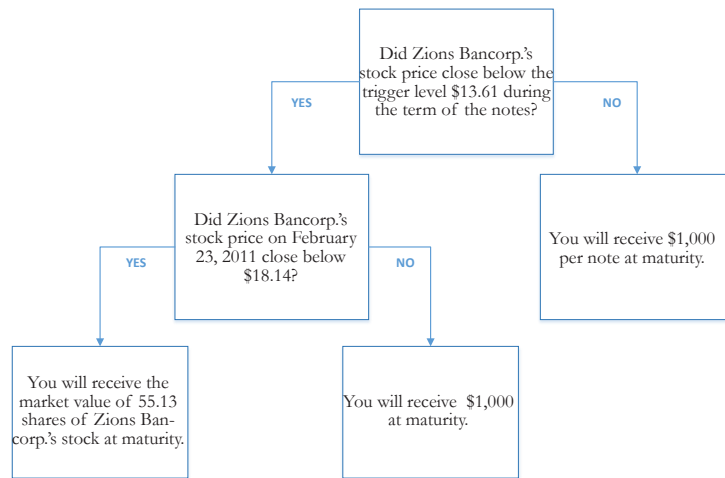 Did Zions Bancorp.'s
stock price close below the
trigger level $13.61 during
the term of the notes?
YES
NO
Did Zions Bancorp.'s
stock price on February
23, 2011 close below
$18.14?
You will receive $1,000
per note at maturity.
YES
NO
You will receive the
market value of 55.13
shares of Zions Ban-
corp.'s stock at maturity.
You will receive $1,000
at maturity.